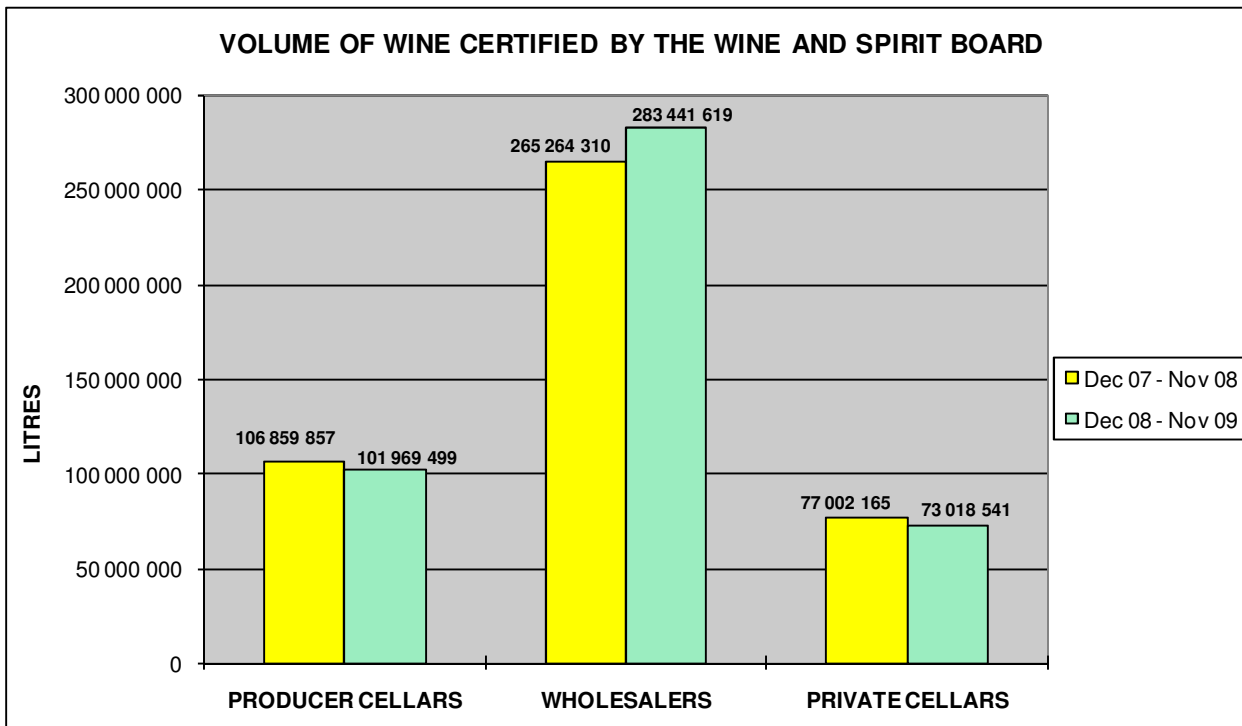 VOLUME OF WINE CERTIFIED BY THE WINE AND SPIRIT BOARD
300 000 000
250 000 000
200 000 000
150 000 000
100 000 000
50 000 000
0
LITRES
106 859 857
101 969 499
265 264 310
283 441 619
77 002 165
73 018 541
PRODUCER CELLARS
WHOLESALERS
PRIVATE CELLARS
Dec 07 - Nov 08
Dec 08 - Nov 09